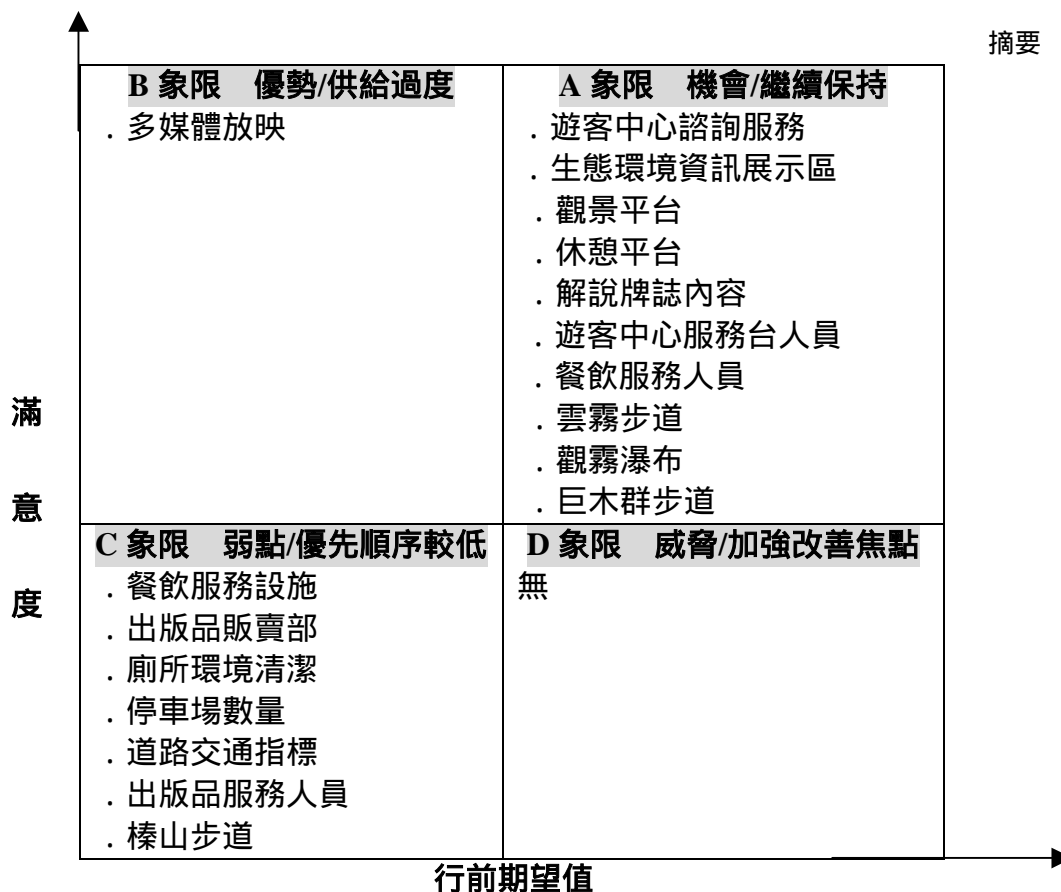 摘要
B 象限　優勢/供給過度
．多媒體放映
A 象限　機會/繼續保持
．遊客中心諮詢服務
．生態環境資訊展示區
．觀景平台
．休憩平台
．解說牌誌內容
．遊客中心服務台人員
．餐飲服務人員
．雲霧步道
．觀霧瀑布
．巨木群步道
滿
意
度
C 象限　弱點/優先順序較低
．餐飲服務設施
．出版品販賣部
．廁所環境清潔
．停車場數量
．道路交通指標
．出版品服務人員
．榛山步道
D 象限　威脅/加強改善焦點
無
行前期望值